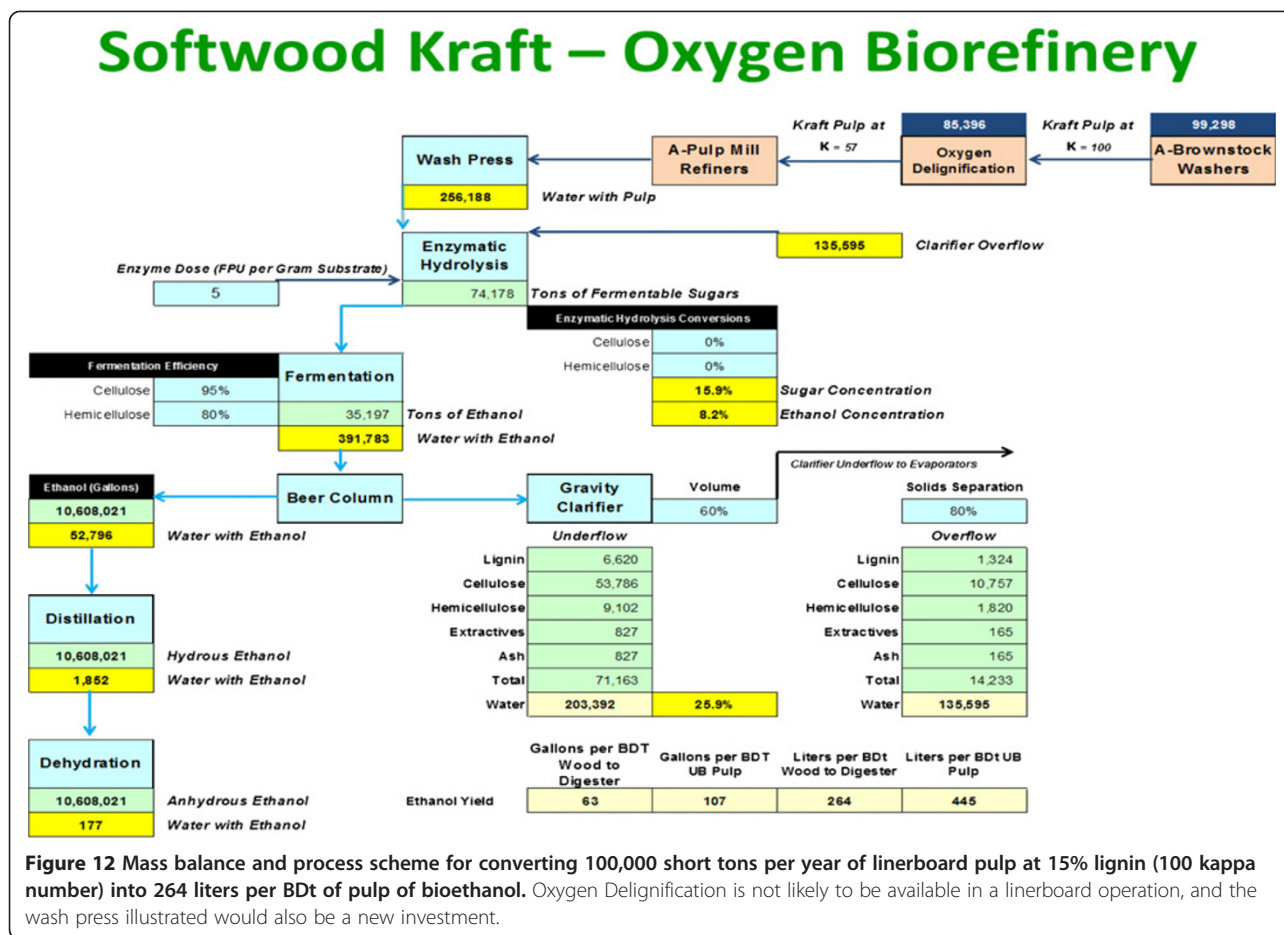 Softwood Kraft – Oxygen Biorefinery
Kraft Pulp at K = 57
85,396
Kraft Pulp at K = 100
99,298
Wash Press
A-Pulp Mill Refiners
Oxygen Delignification
A-Brownstock Washers
256,188
Water with Pulp
Enzymatic Hydrolysis
135,595
Clarifier Overflow
Enzyme Dose (FPU per Gram Substrate)
5
74,178
Tons of Fermentable Sugars
Enzymatic Hydrolysis Conversions
Cellulose
0%
Hemicellulose
0%
15.9%
Sugar Concentration
8.2%
Ethanol Concentration
Fermentation Efficiency
Cellulose
95%
Hemicellulose
80%
Fermentation
35,197
Tons of Ethanol
391,783
Water with Ethanol
Clarifier Underflow to Evaporators
Ethanol (Gallons)
10,608,021
52,796
Water with Ethanol
Beer Column
Gravity Clarifier
Volume
60%
Solids Separation
80%
Underflow
Overflow
Lignin
6,620
Lignin
1,324
Cellulose
53,786
Cellulose
10,757
Hemicellulose
9,102
Hemicellulose
1,820
Extractives
827
Extractives
165
Ash
827
Ash
165
Total
71,163
Total
14,233
Water
203,392
25.9%
Water
135,595
Distillation
10,608,021
Hydrous Ethanol
1,852
Water with Ethanol
Dehydration
10,608,021
Anhydrous Ethanol
177
Water with Ethanol
Gallons per BDT Wood to Digester
Gallons per BDT UB Pulp
Liters per BDt Wood to Digester
Liters per BDt UB Pulp
Ethanol Yield
63
107
264
445
Figure 12 Mass balance and process scheme for converting 100,000 short tons per year of linerboard pulp at 15% lignin (100 kappa
number) into 264 liters per BDt of pulp of bioethanol. Oxygen Delignification is not likely to be available in a linerboard operation, and the
wash press illustrated would also be a new investment.